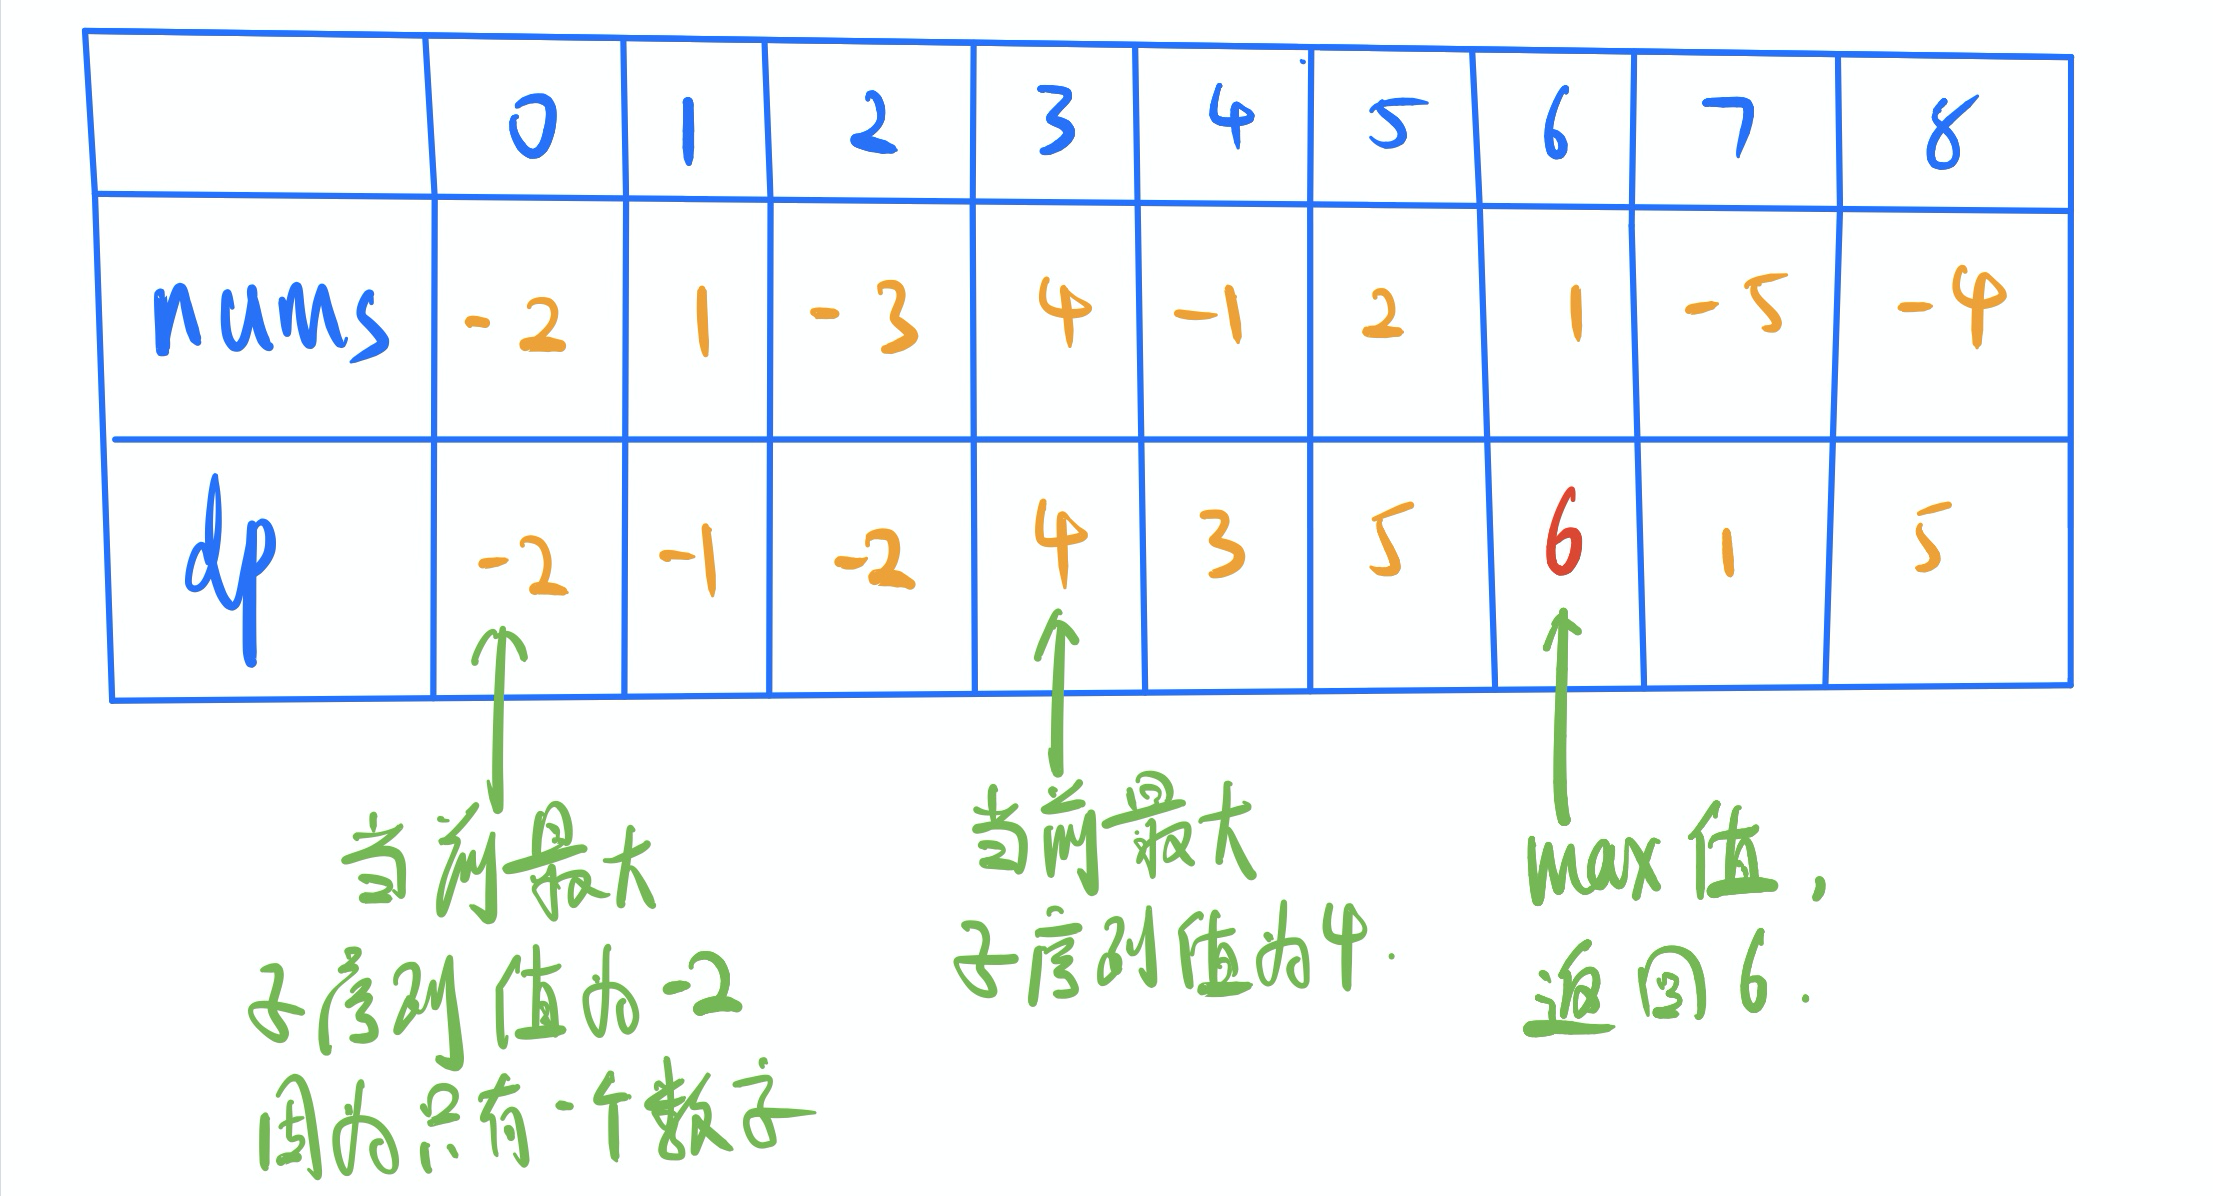 0 1 2 3 4 5 6 7 8
nums -2 1 -3 4 -1 2 1 -5 -4
dp -2 -1 -2 4 3 5 6 1 5
当前最大
子序列值为-2
因为只有一个数子
当前最大
子序列值为4.
max值,
返回6.